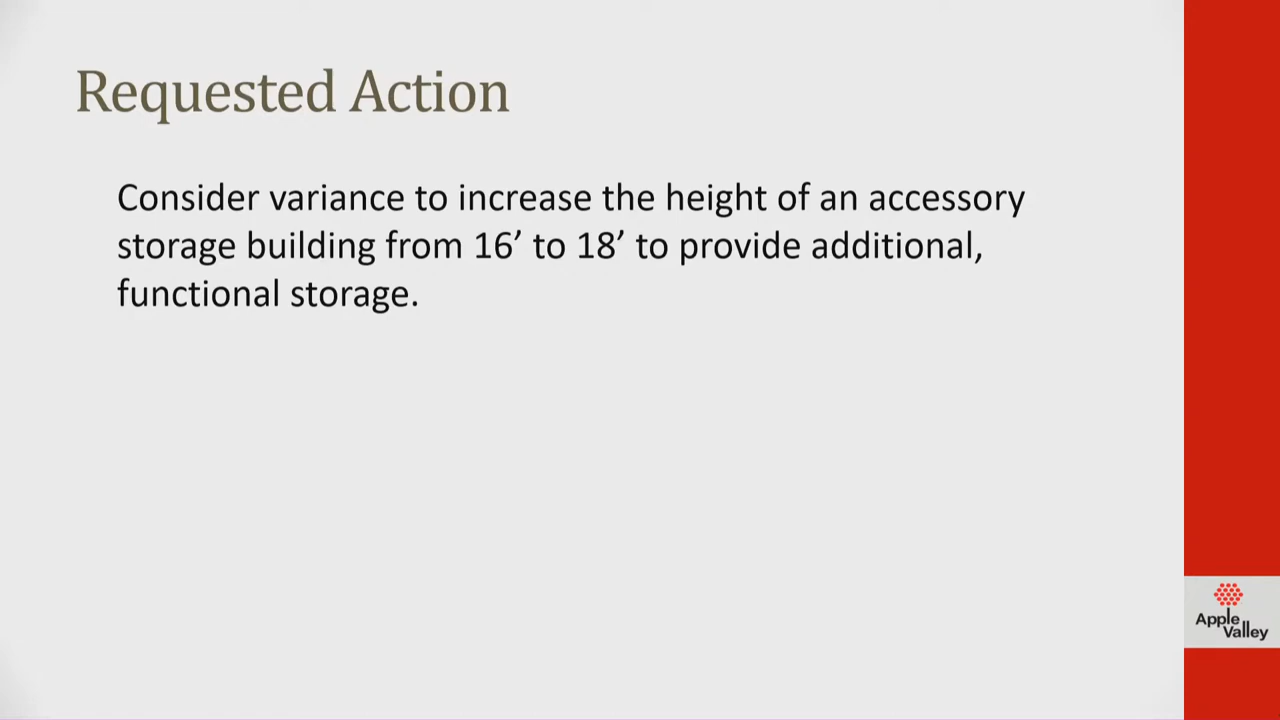 Requested Action
Consider variance to increase the height of an accessory
storage building from 16’ to 18’ to provide additional,
functional storage.
Apple
Valley